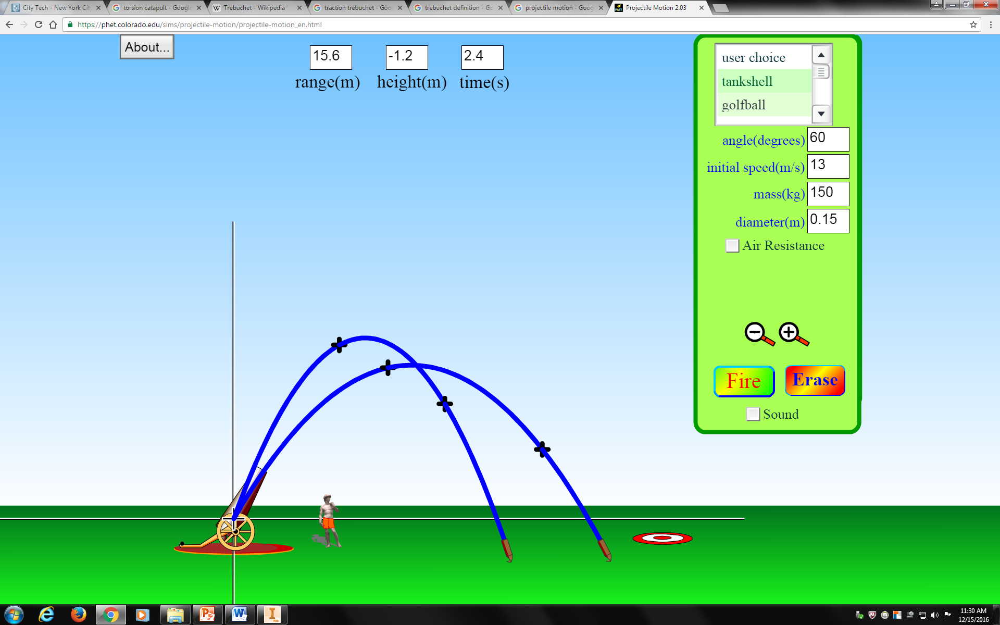 City Tech - New York Cit
torsion catapult - Google
Trebuchet - Wikipedia
traction trebuchet - Goo
trebuchet definition - Go
projectile motion - Goog
Projectile Motion 2.03
https://phet.colorado.edu/sims/projectile-motion/projectile-motion_en.html
About...
15.6
-1.2
2.4
range(m)
height(m)
time(s)
user choice
tankshell
golfball
angle(degrees) 60
initial speed(m/s) 13
mass(kg) 150
diameter(m) 0.15
Air Resistance
Fire
Erase
Sound
11:30 AM
12/15/2016